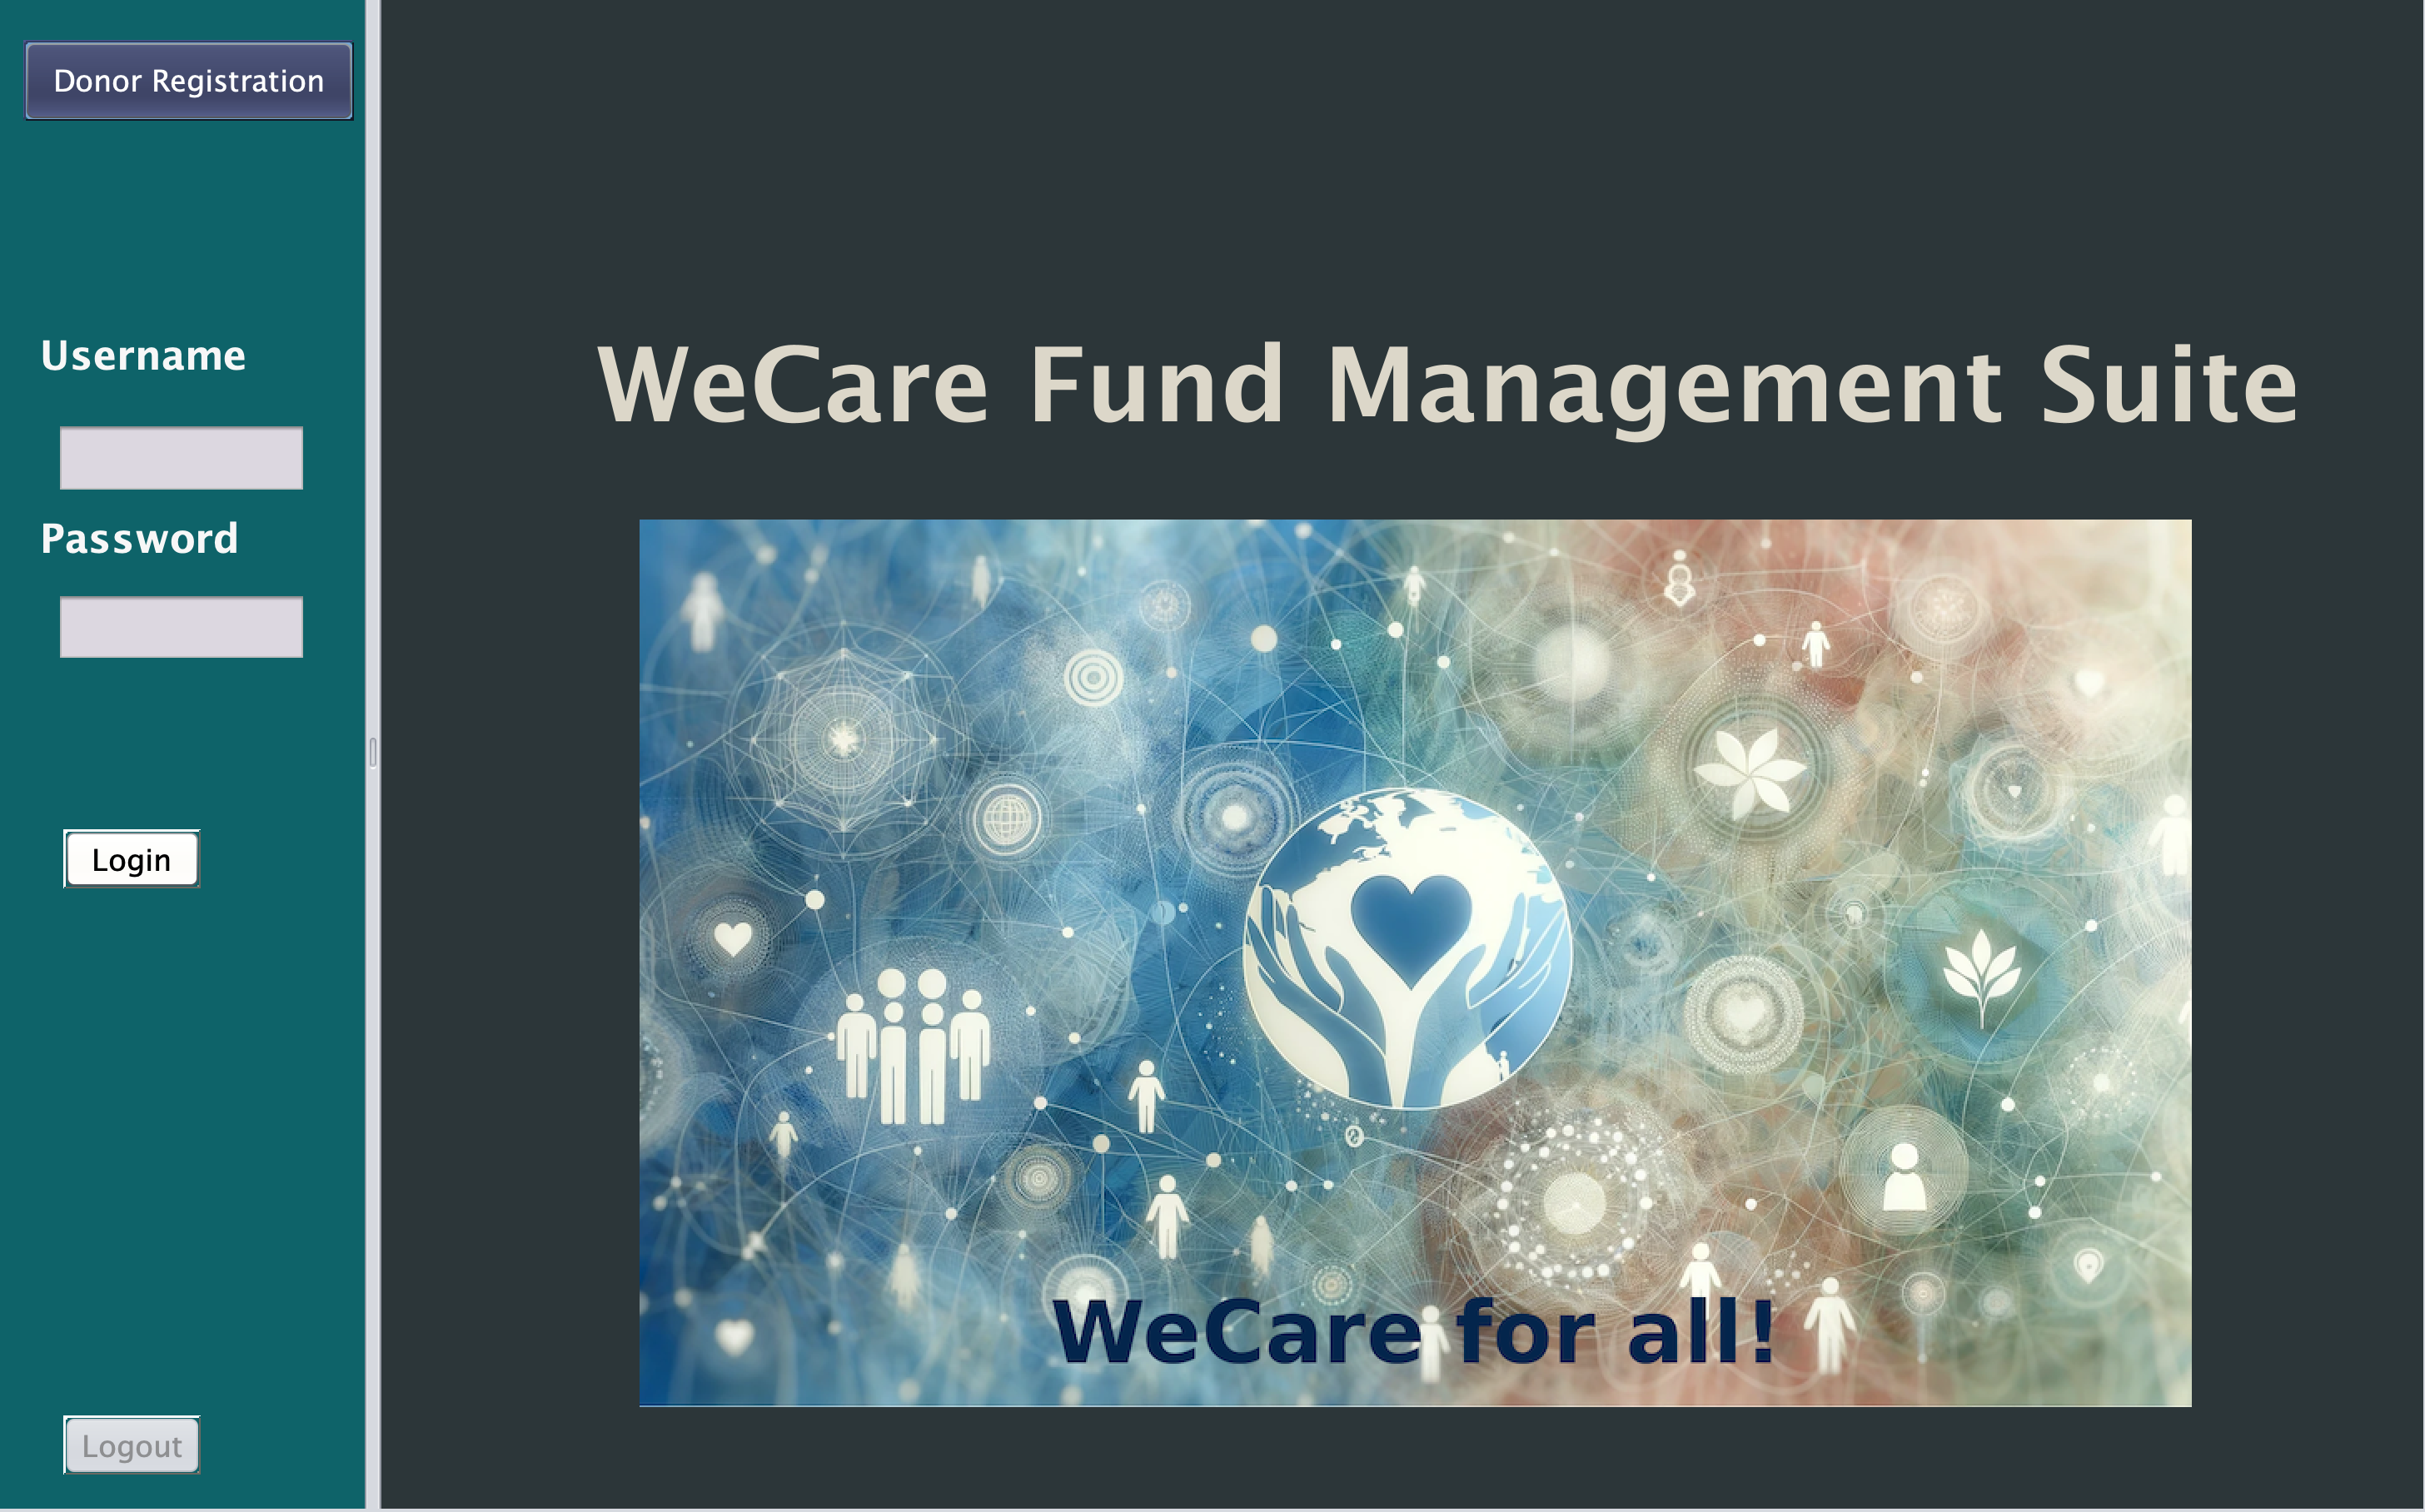 Donor Registration
Username
Password
Login
Logout
WeCare Fund Management Suite
WeCare for all!